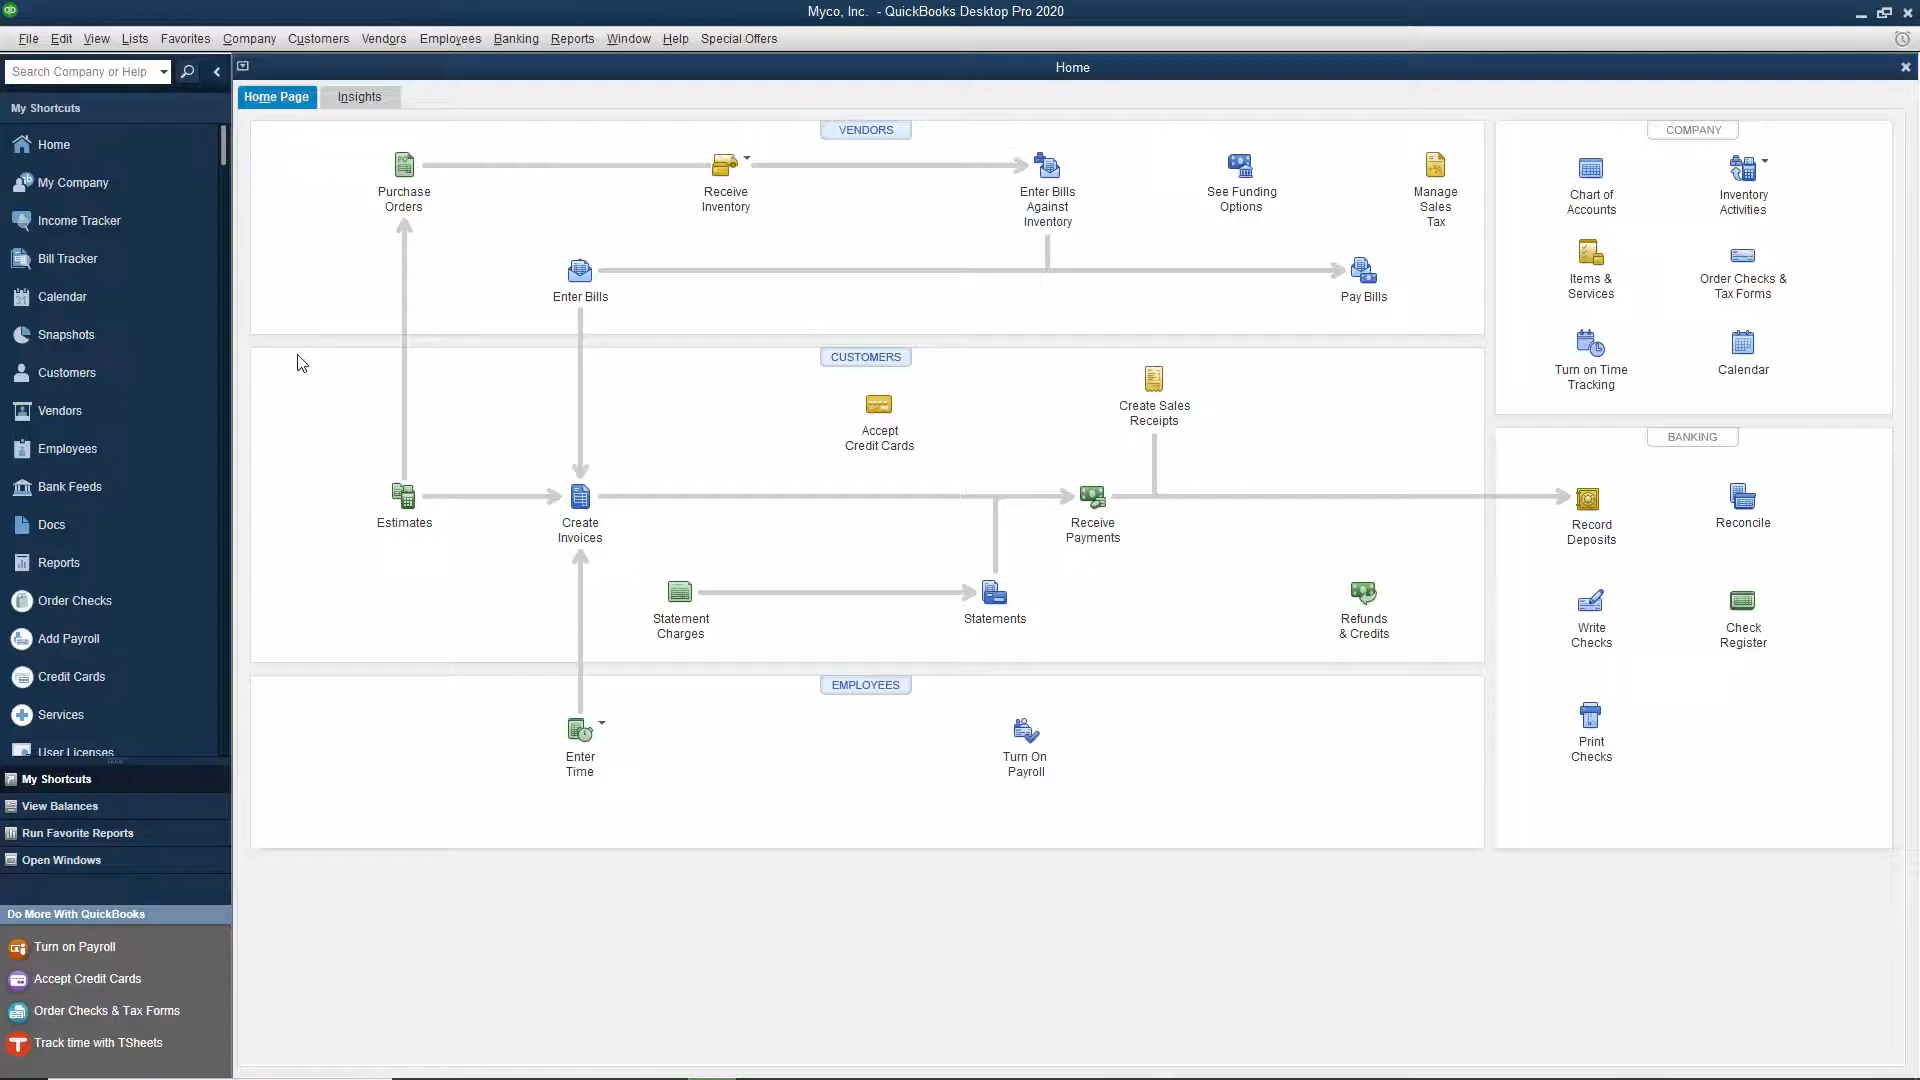 Myco, Inc. - QuickBooks Desktop Pro 2020
File Edit View Lists Favorites Company Customers Vendors Employees Banking Reports Window Help Special Offers
Search Company or Help
Home
My Shortcuts
Home
My Company
Income Tracker
Bill Tracker
Calendar
Snapshots
Customers
Vendors
Employees
Bank Feeds
Docs
Reports
Order Checks
Add Payroll
Credit Cards
Services
User Licenses
My Shortcuts
View Balances
Run Favorite Reports
Open Windows
Do More With QuickBooks
Turn on Payroll
Accept Credit Cards
Order Checks & Tax Forms
Track time with TSheets
Home Page
Insights
VENDORS
Purchase
Orders
Receive
Inventory
Enter Bills
Against
Inventory
See Funding
Options
Manage
Sales
Tax
Enter Bills
Pay Bills
CUSTOMERS
Accept
Credit Cards
Create Sales
Receipts
Estimates
Create
Invoices
Receive
Payments
Statement
Charges
Statements
Refunds
& Credits
EMPLOYEES
Enter
Time
Turn On
Payroll
COMPANY
Chart of
Accounts
Inventory
Activities
Items &
Services
Order Checks &
Tax Forms
Turn on Time
Tracking
Calendar
BANKING
Record
Deposits
Reconcile
Write
Checks
Check
Register
Print
Checks